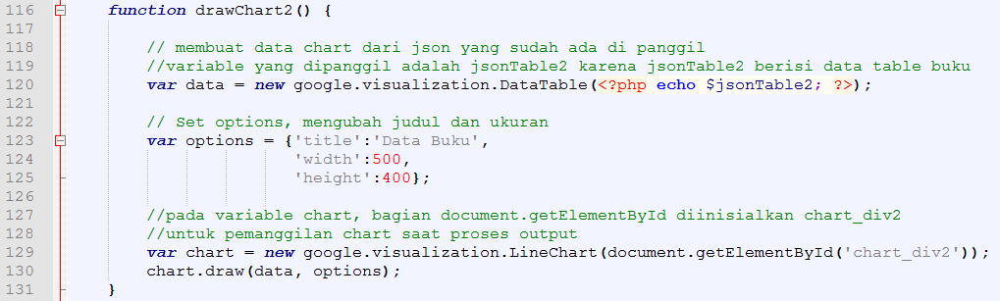 116 function drawChart2() {
117
118 // membuat data chart dari json yang sudah ada di panggil
119 //variable yang dipanggil adalah jsonTable2 karena jsonTable2 berisi data table buku
120 var data = new google.visualization.DataTable(<?php echo $jsonTable2; ?>);
121
122 // Set options, mengubah judul dan ukuran
123 var options = {'title':'Data Buku',
124 'width':500,
125 'height':400};
126
127 //pada variable chart, bagian document.getElementById diinisialkan chart_div2
128 //untuk pemanggilan chart saat proses output
129 var chart = new google.visualization.LineChart(document.getElementById('chart_div2'));
130 chart.draw(data, options);
131 }